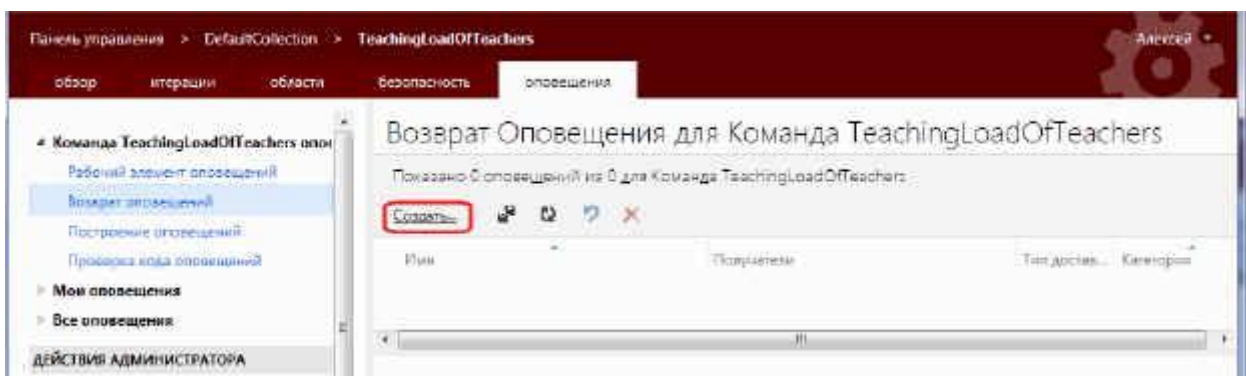 Панель управления > DefaultCollection > TeachingLoadOfTeachers
Алексей
обзор итерации области безопасность оповещения
Команда TeachingLoadOfTeachers опов
Рабочий элемент оповещений
Возврат оповещений
Построение оповещений
Проверка кода оповещений
Мои оповещения
Все оповещения
ДЕЙСТВИЯ АДМИНИСТРАТОРА
Возврат Оповещения для Команда TeachingLoadOfTeachers
Показано 0 оповещений из 0 для Команда TeachingLoadOfTeachers
Создать...
Имя Получатели Тип достав... Категория